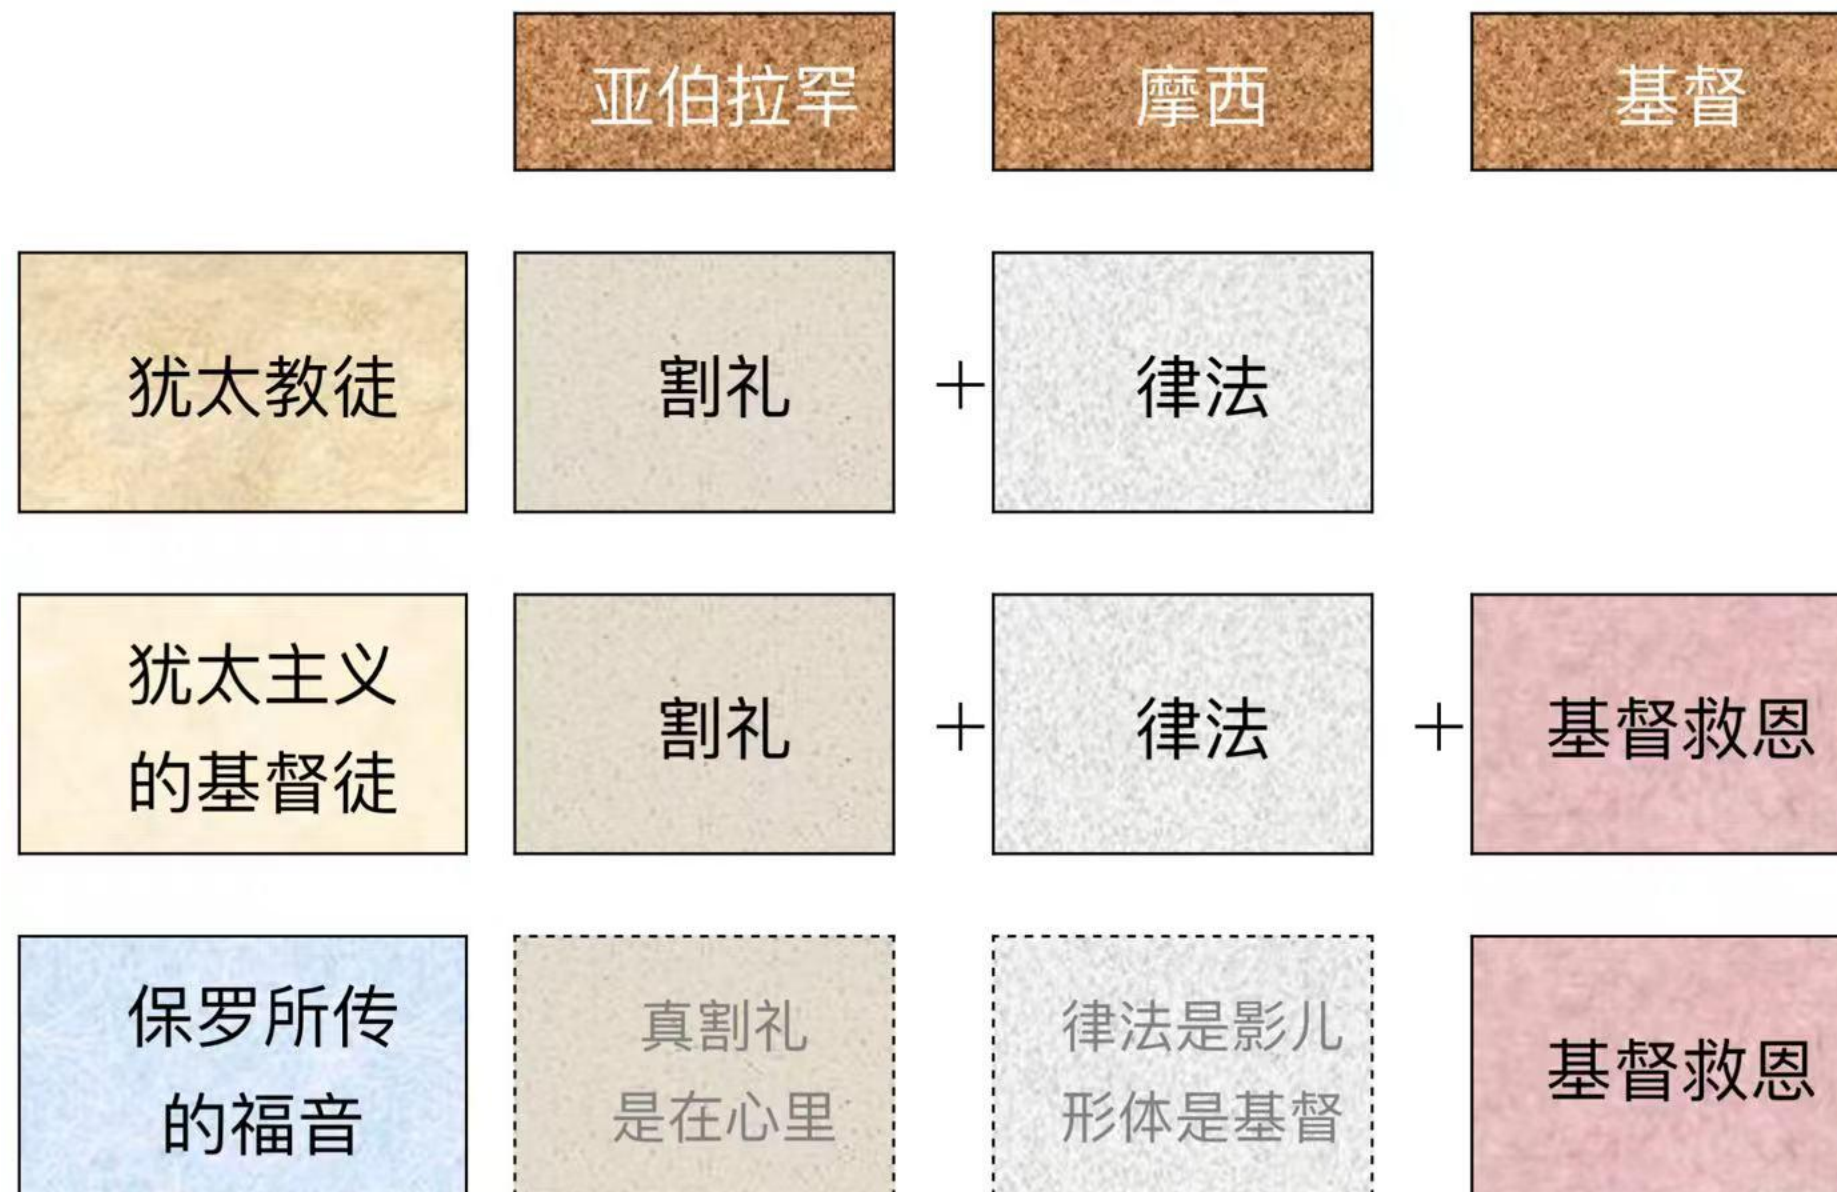 亚伯拉罕
摩西
基督
犹太教徒
割礼
+
律法
犹太主义
的基督徒
割礼
+
律法
+
基督救恩
保罗所传
的福音
真割礼
是在心里
律法是影儿
形体是基督
基督救恩